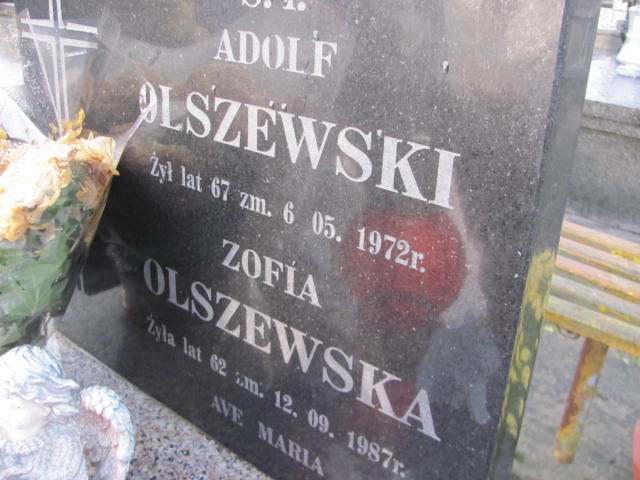 Ś. P.
ADOLF
OLSZEWSKI
Żył lat 67 zm. 6 05. 1972r.
ZOFIA
OLSZEWSKA
Żyła lat 62 zm. 12. 09. 1987r.
AVE MARIA